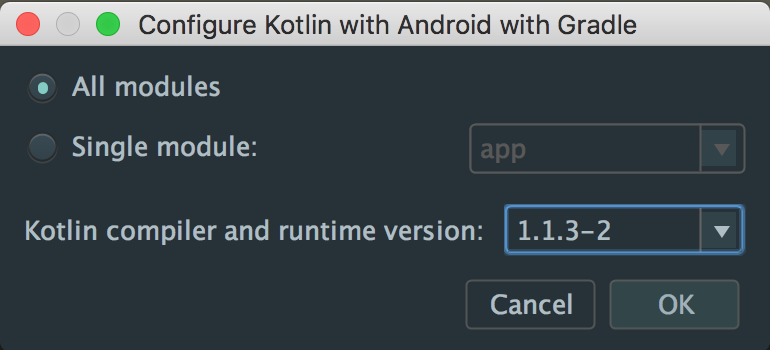 Configure Kotlin with Android with Gradle
All modules
Single module:
app
Kotlin compiler and runtime version:
1.1.3-2
Cancel
OK